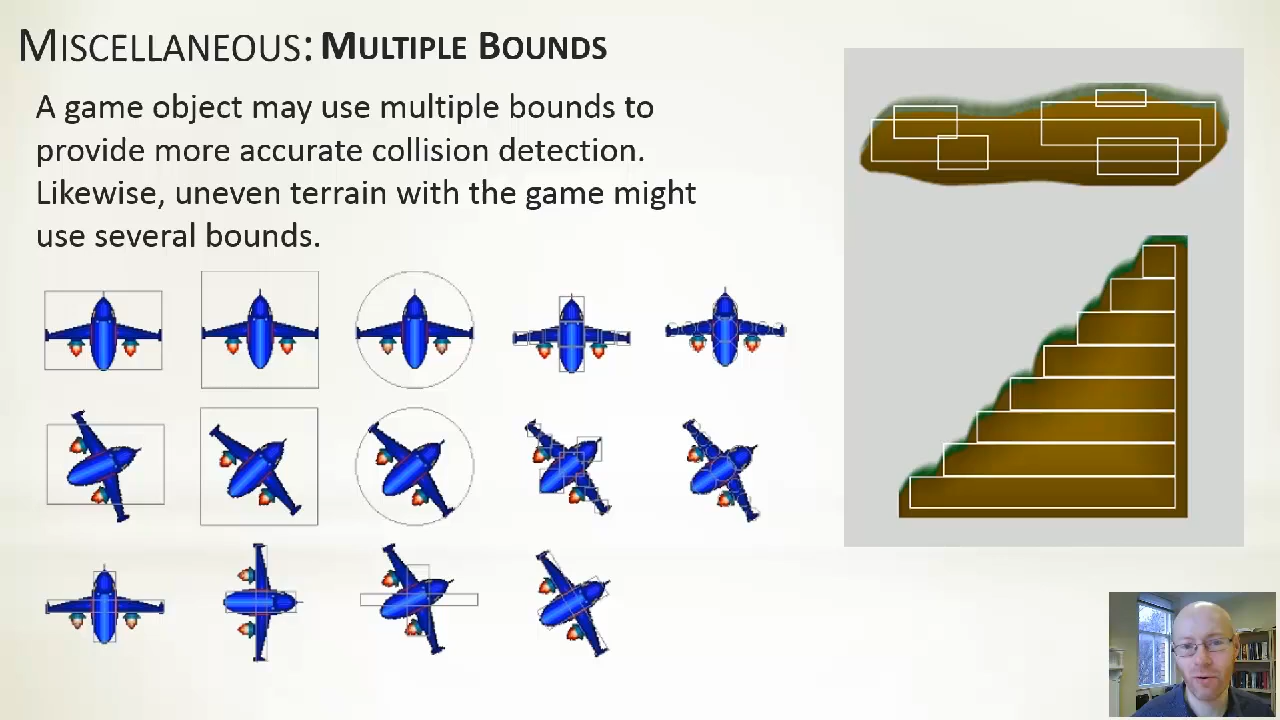 MISCELLANEOUS: MULTIPLE BOUNDS
A game object may use multiple bounds to
provide more accurate collision detection.
Likewise, uneven terrain with the game might
use several bounds.